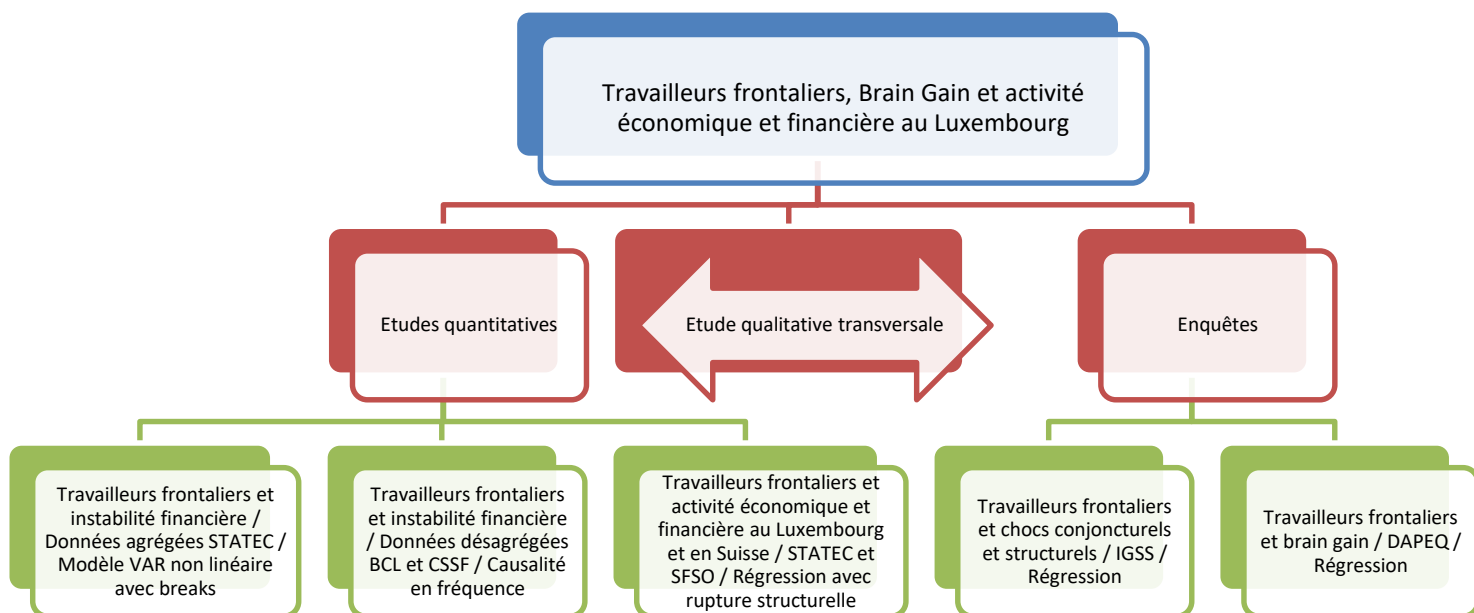 Travailleurs frontaliers, Brain Gain et activité
économique et financière au Luxembourg
Etudes quantitatives
Etude qualitative transversale
Enquêtes
Travailleurs frontaliers et
instabilité financière /
Données agrégées STATEC /
Modèle VAR non linéaire
avec breaks
Travailleurs frontaliers
et instabilité financière
/ Données désagrégées
BCL et CSSF / Causalité
en fréquence
Travailleurs frontaliers et
activité économique et
financière au Luxembourg
et en Suisse / STATEC et
SFSO / Régression avec
rupture structurelle
Travailleurs frontaliers
et chocs conjoncturels
et structurels / IGSS /
Régression
Travailleurs frontaliers
et brain gain / DAPEQ /
Régression